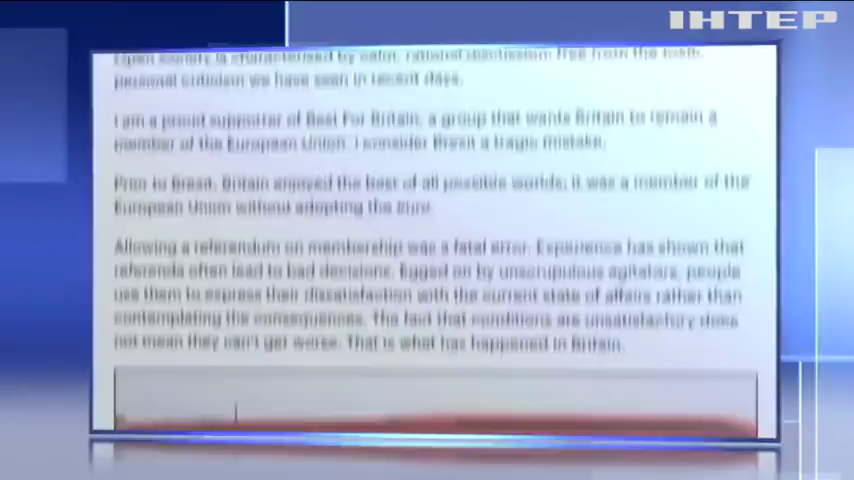 ІНТЕР
Open society is characterised by calm, rational discussion free from the toxic
personal criticism we have seen in recent days.
I am a proud supporter of Best For Britain, a group that wants Britain to remain a
member of the European Union. I consider Brexit a tragic mistake.
Prior to Brexit, Britain enjoyed the best of all possible worlds; it was a member of the
European Union without adopting the euro.
Allowing a referendum on membership was a fatal error. Experience has shown that
referenda often lead to bad decisions. Egged on by unscrupulous agitators, people
use them to express their dissatisfaction with the current state of affairs rather than
contemplating the consequences. The fact that conditions are unsatisfactory does
not mean they can't get worse. That is what has happened in Britain.